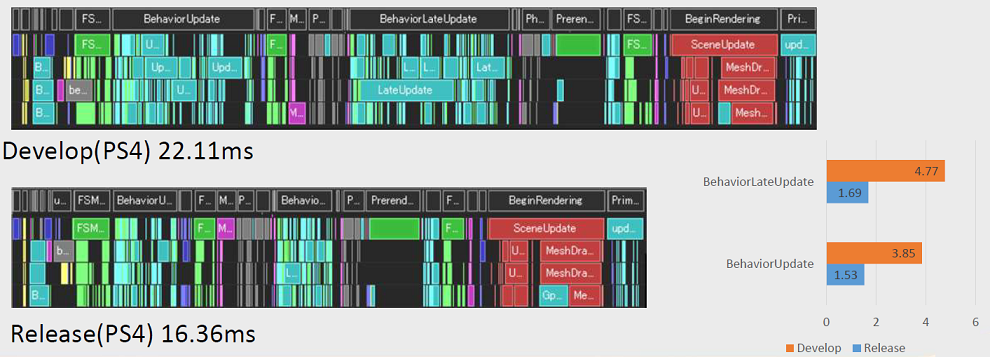 FS... BehaviorUpdate F... M... P... BehaviorLateUpdate Ph... Preren... FS... BeginRendering Pri...
FS... U... F... FS... SceneUpdate upd...
B... Up... Upd... L... L... Lat... MeshDr...
B... be... U... LateUpdate U... MeshDr...
B... M... U... Mesh...
Develop(PS4) 22.11ms
u... FSM... BehaviorU... F... M... P... Behavio... P... Prerend... F... BeginRendering Prim...
FSM... F... M... F... SceneUpdate upd...
b... U... MeshDra...
L... U... MeshDra...
B... Gp... Me...
Release(PS4) 16.36ms
BehaviorLateUpdate 4.77
1.69
BehaviorUpdate 3.85
1.53
0 2 4 6
Develop Release